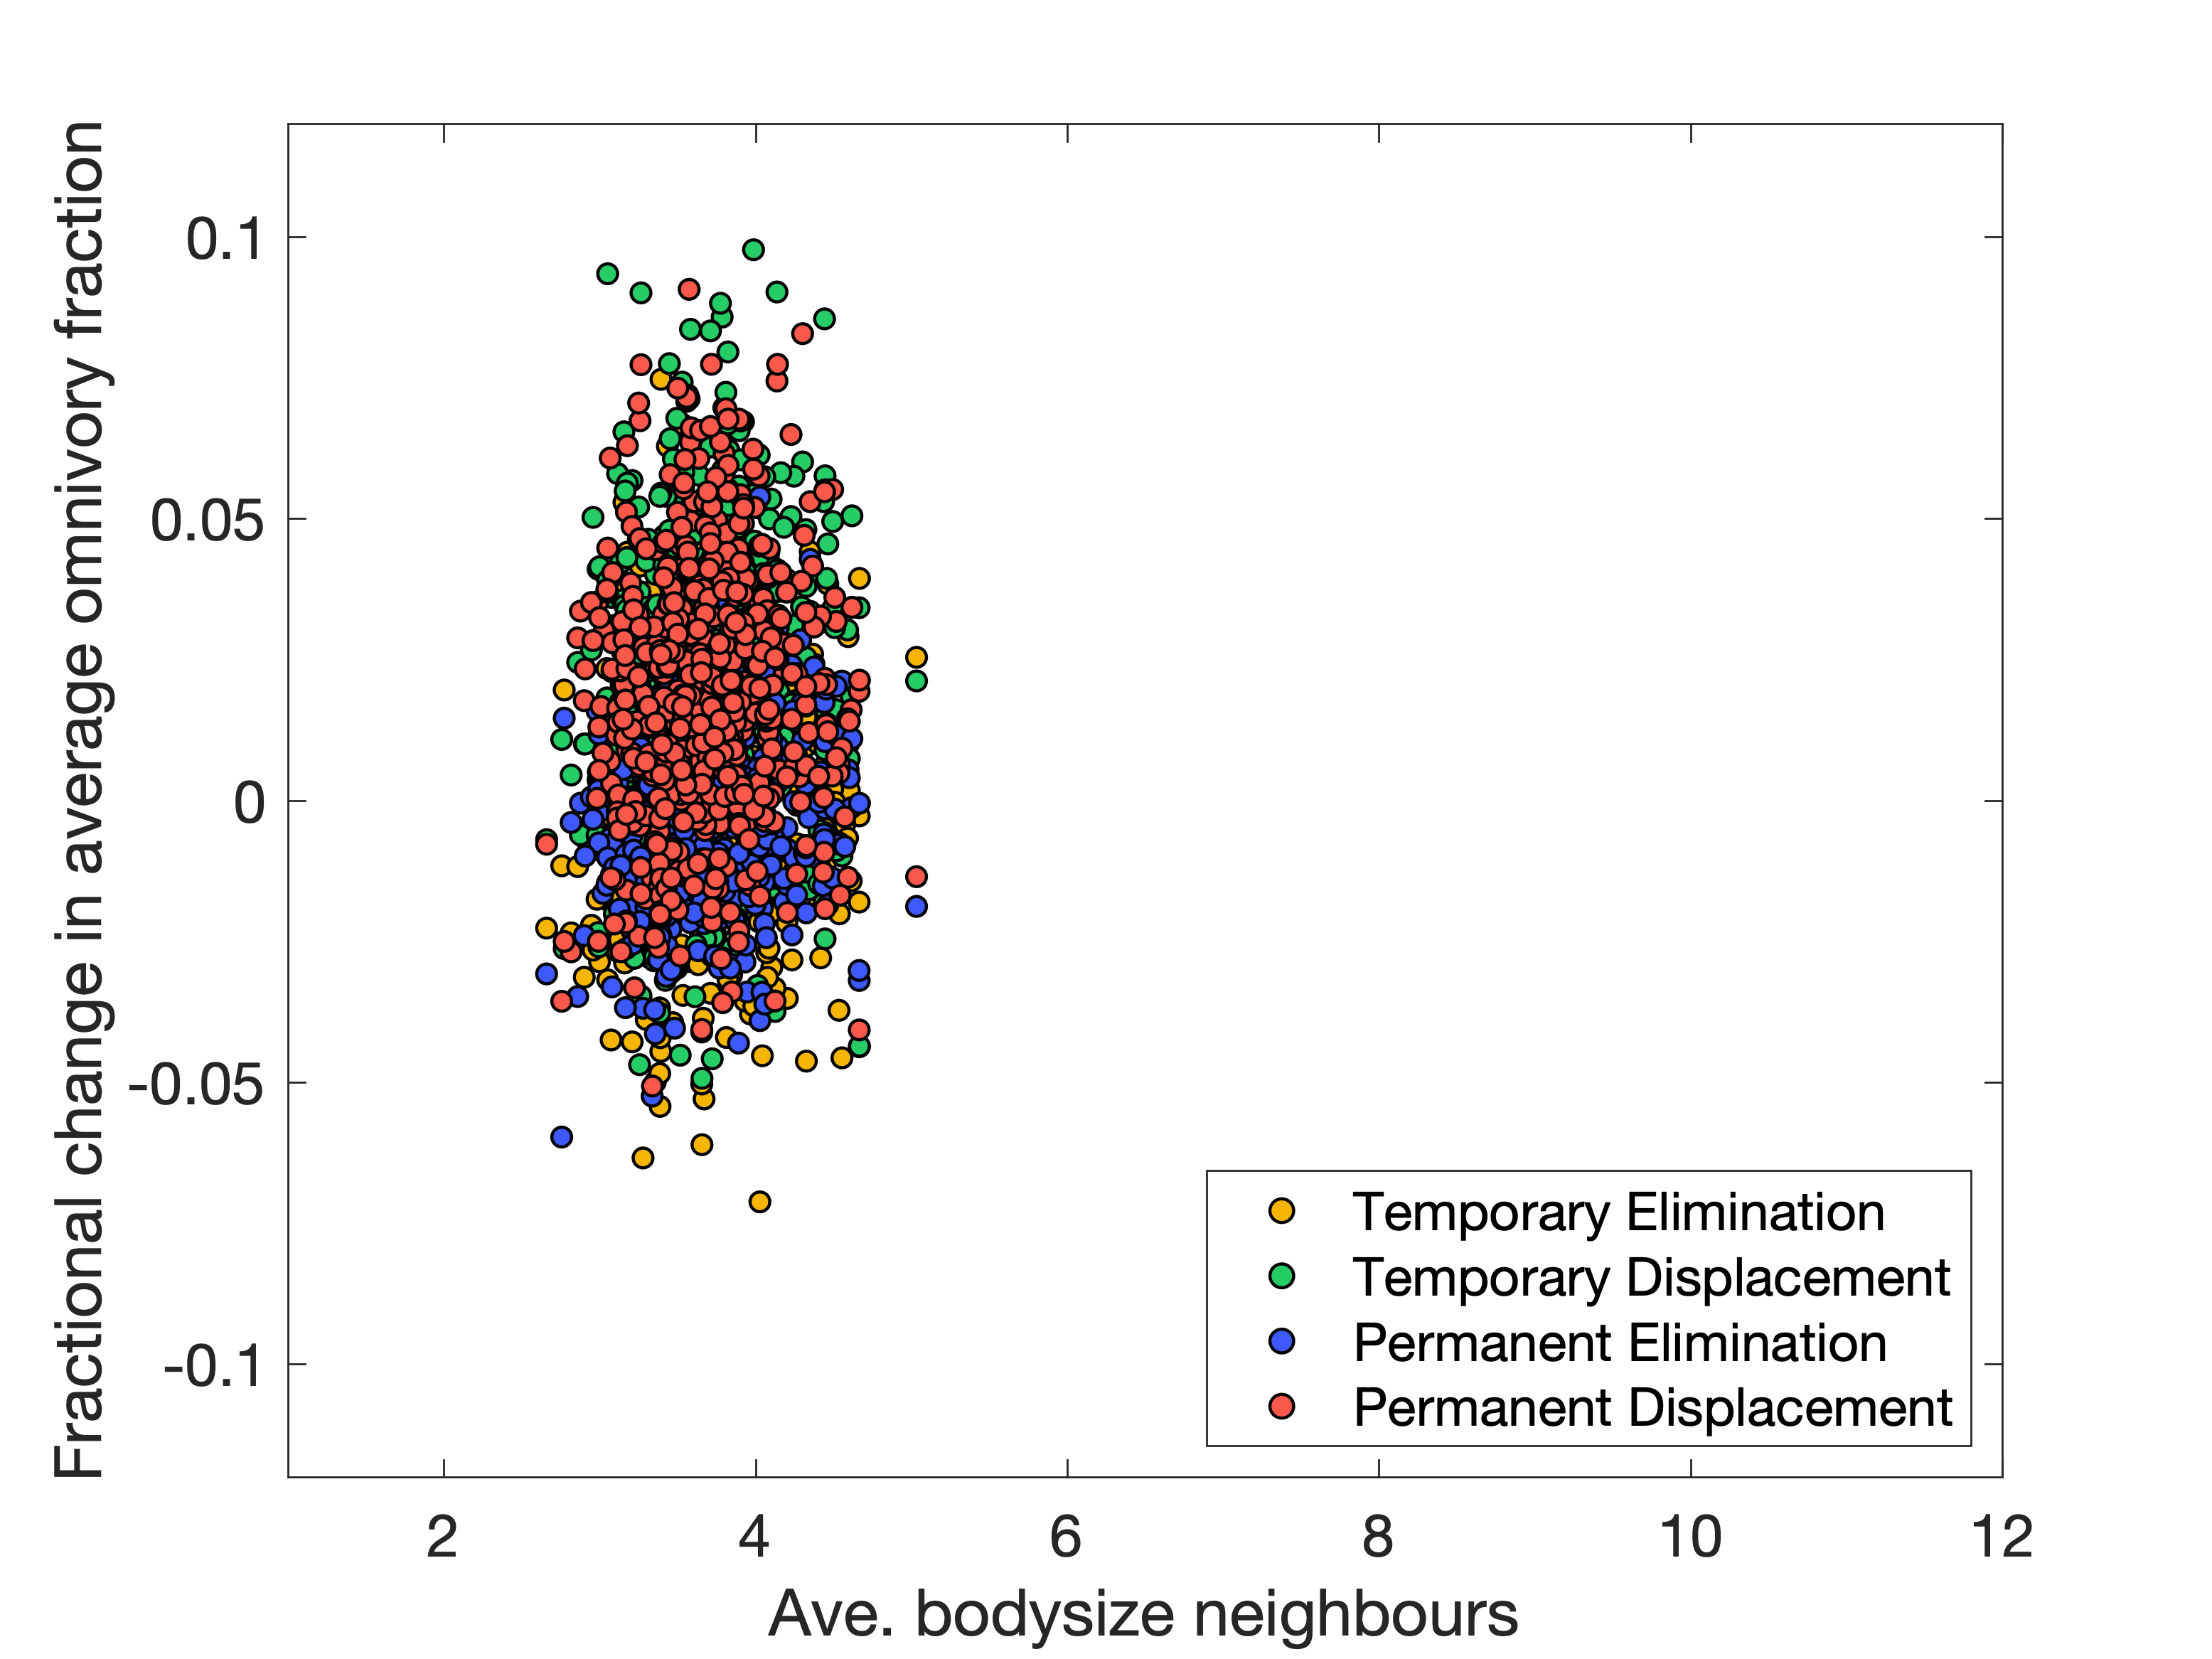 Fractional change in average omnivory fraction
0.1
0.05
0
-0.05
-0.1
2
4
6
8
10
12
Ave. bodysize neighbours
Temporary Elimination
Temporary Displacement
Permanent Elimination
Permanent Displacement